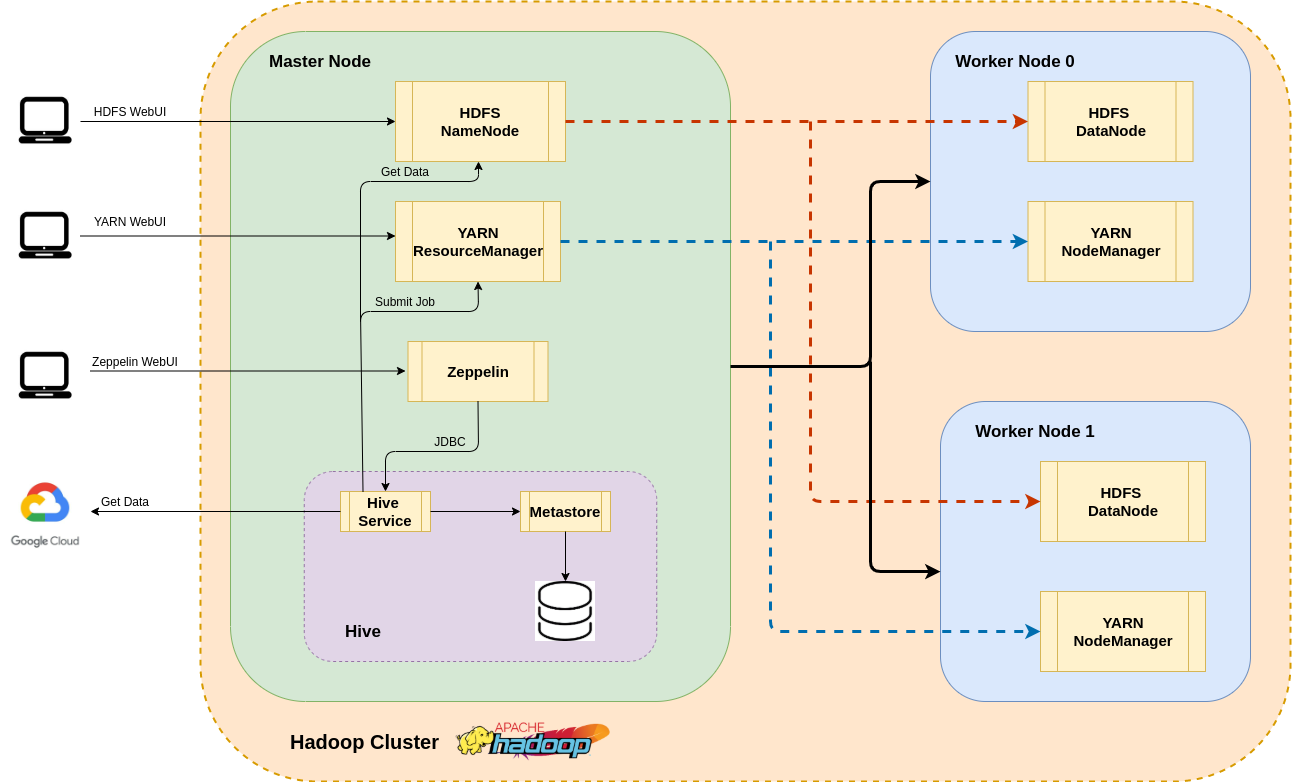 Master Node
Worker Node 0
HDFS WebUI
HDFS
NameNode
HDFS
DataNode
Get Data
YARN WebUI
YARN
ResourceManager
YARN
NodeManager
Submit Job
Zeppelin WebUI
Zeppelin
JDBC
Worker Node 1
Get Data
Hive
Service
Metastore
HDFS
DataNode
Google Cloud
Hive
YARN
NodeManager
Hadoop Cluster
APACHE
hadoop